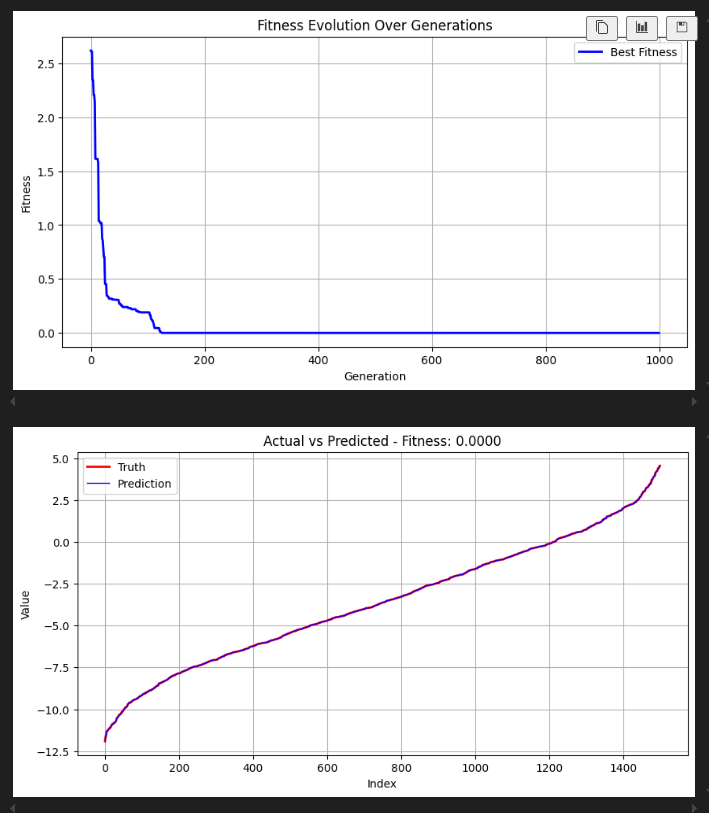 Fitness Evolution Over Generations
Best Fitness
2.5
2.0
1.5
1.0
0.5
0.0
Fitness
0 200 400 600 800 1000
Generation
Actual vs Predicted - Fitness: 0.0000
Truth
Prediction
5.0
2.5
0.0
−2.5
−5.0
−7.5
−10.0
−12.5
Value
0 200 400 600 800 1000 1200 1400
Index